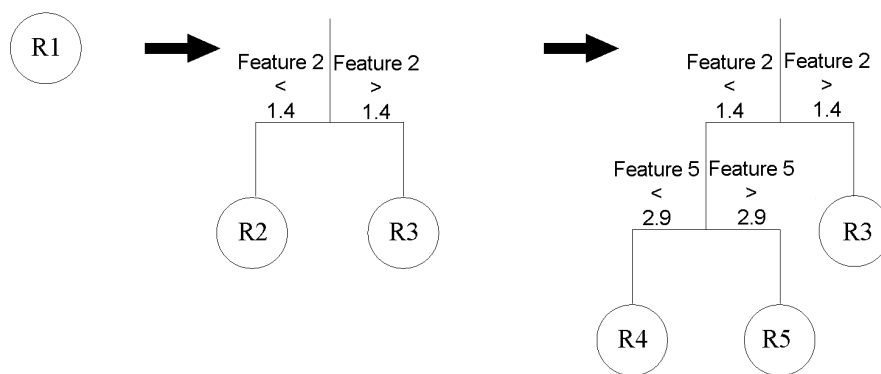 R1
Feature 2 Feature 2
< >
1.4 1.4
R2 R3
Feature 2 Feature 2
< >
1.4 1.4
Feature 5 Feature 5
< >
2.9 2.9
R3
R4 R5